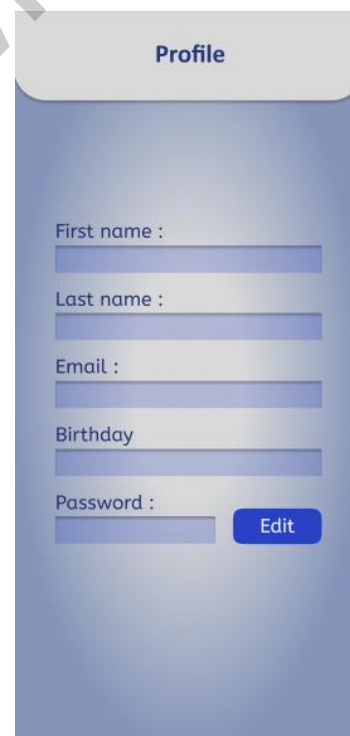 Profile
First name :
Last name :
Email :
Birthday
Password :
Edit